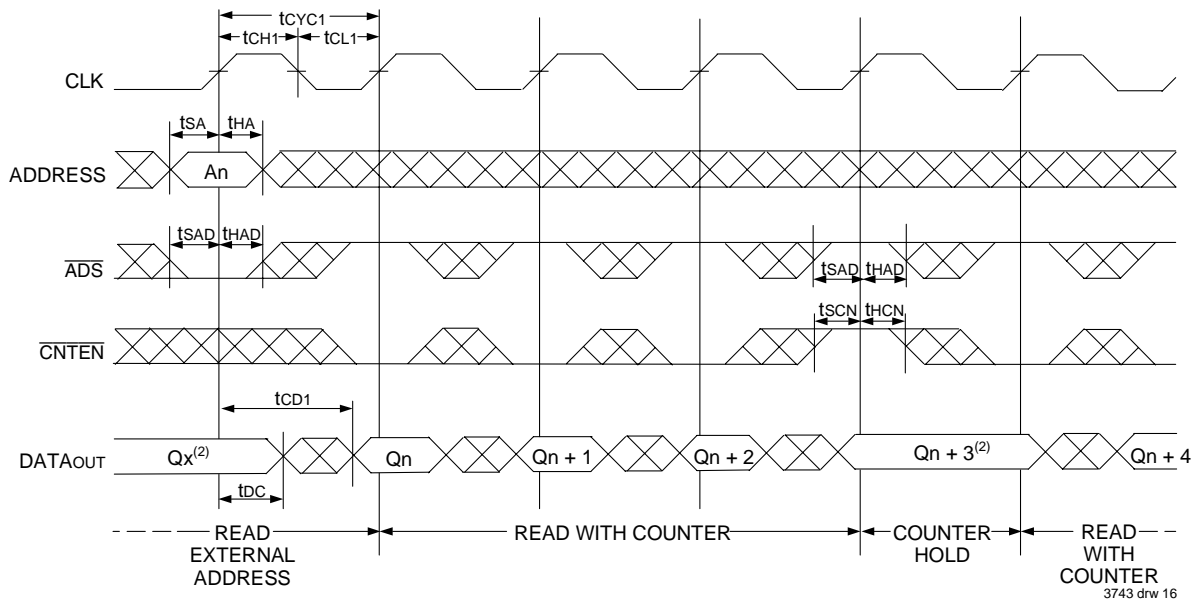 tCYC1
tCH1 tCL1
CLK
tSA tHA
ADDRESS An
tSAD tHAD
ADS
tSAD tHAD
tSCN tHCN
CNTEN
tCD1
DATAOUT Qx(2) Qn Qn + 1 Qn + 2 Qn + 3(2) Qn + 4
tDC
READ EXTERNAL ADDRESS
READ WITH COUNTER
COUNTER HOLD
READ WITH COUNTER
3743 drw 16